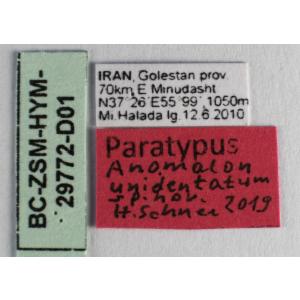 BC-ZSM-HYM-
29772-D01
IRAN, Golestan prov.
70km E Minudasht
N37°26'E55°99', 1050m
Mi.Halada lg.12.6.2010
Paratypus
Anomalon
unidentatum
sp. nov.
H. Schnee 2019